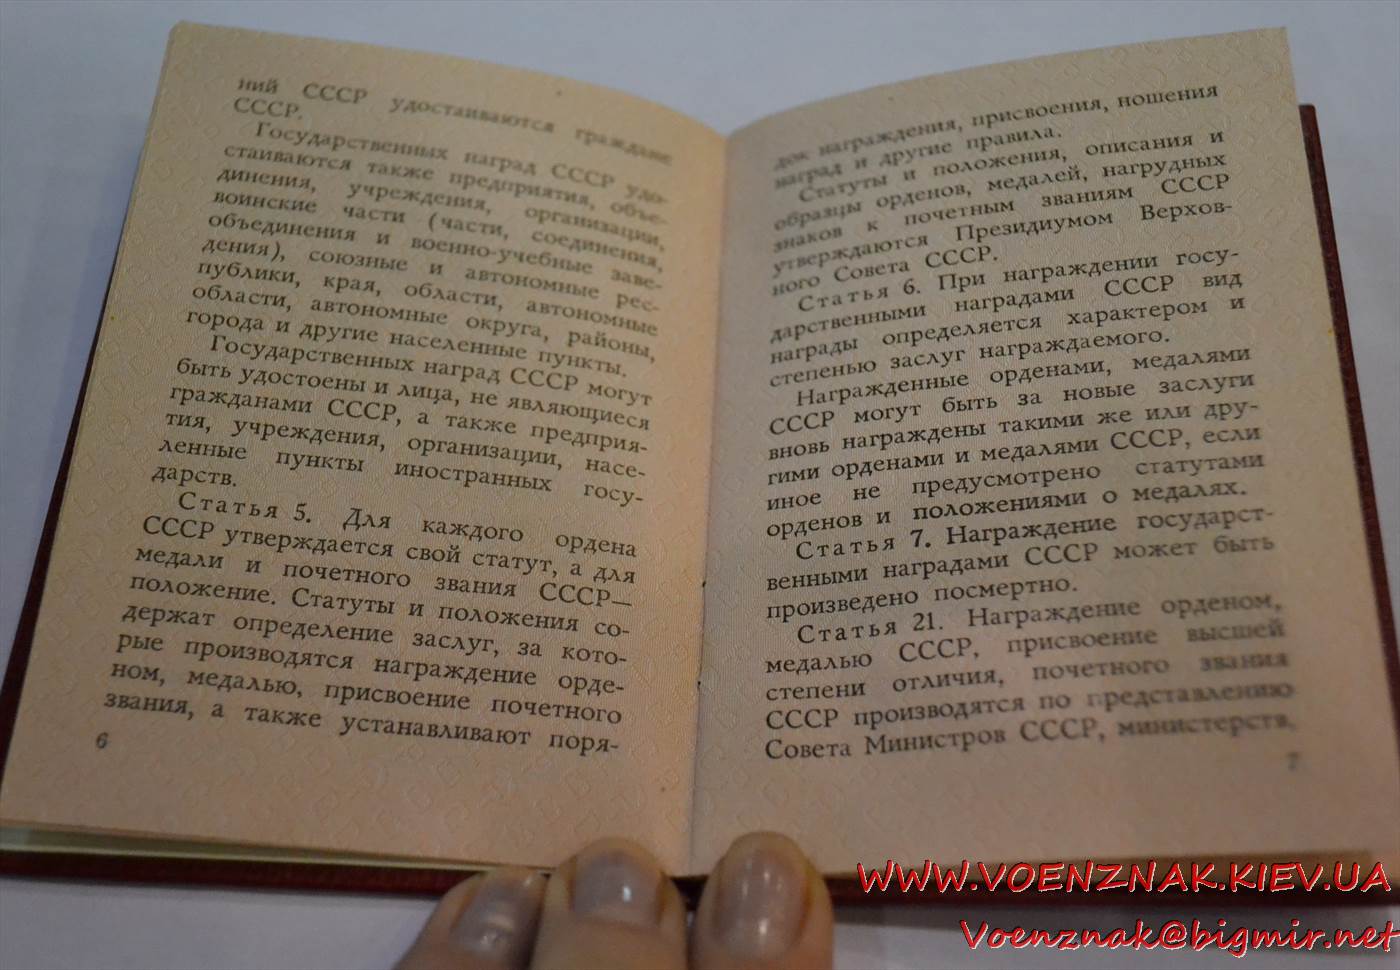 ний СССР удостаиваются граждане
СССР.
Государственных наград СССР удо-
стаиваются также предприятия, объе-
динения, учреждения, организации,
воинские части (части, соединения,
объединения и военно-учебные заве-
дения), союзные и автономные рес-
публики, края, области, автономные
области, автономные округа, районы,
города и другие населенные пункты.
Государственных наград СССР могут
быть удостоены и лица, не являющиеся
гражданами СССР, а также предприя-
тия, учреждения, организации, насе-
ленные пункты иностранных госу-
дарств.
Статья 5. Для каждого ордена
СССР утверждается свой статут, а для
медали и почетного звания СССР—
положение. Статуты и положения со-
держат определение заслуг, за кото-
рые производятся награждение орде-
ном, медалью, присвоение почетного
звания, а также устанавливают поря-
6
док награждения, присвоения, ношения
наград и другие правила.
Статуты и положения, описания и
образцы орденов, медалей, нагрудных
знаков к почетным званиям СССР
утверждаются Президиумом Верхов-
ного Совета СССР.
Статья 6. При награждении госу-
дарственными наградами СССР вид
награды определяется характером и
степенью заслуг награждаемого.
Награжденные орденами, медалями
СССР могут быть за новые заслуги
вновь награждены такими же или дру-
гими орденами и медалями СССР, если
иное не предусмотрено статутами
орденов и положениями о медалях.
Статья 7. Награждение государст-
венными наградами СССР может быть
произведено посмертно.
Статья 21. Награждение орденом,
медалью СССР, присвоение высшей
степени отличия, почетного звания
СССР производятся по представлению
Совета Министров СССР, министерств,
7
WWW.VOENZNAK.KIEV.UA
Voenznak@bigmir.net